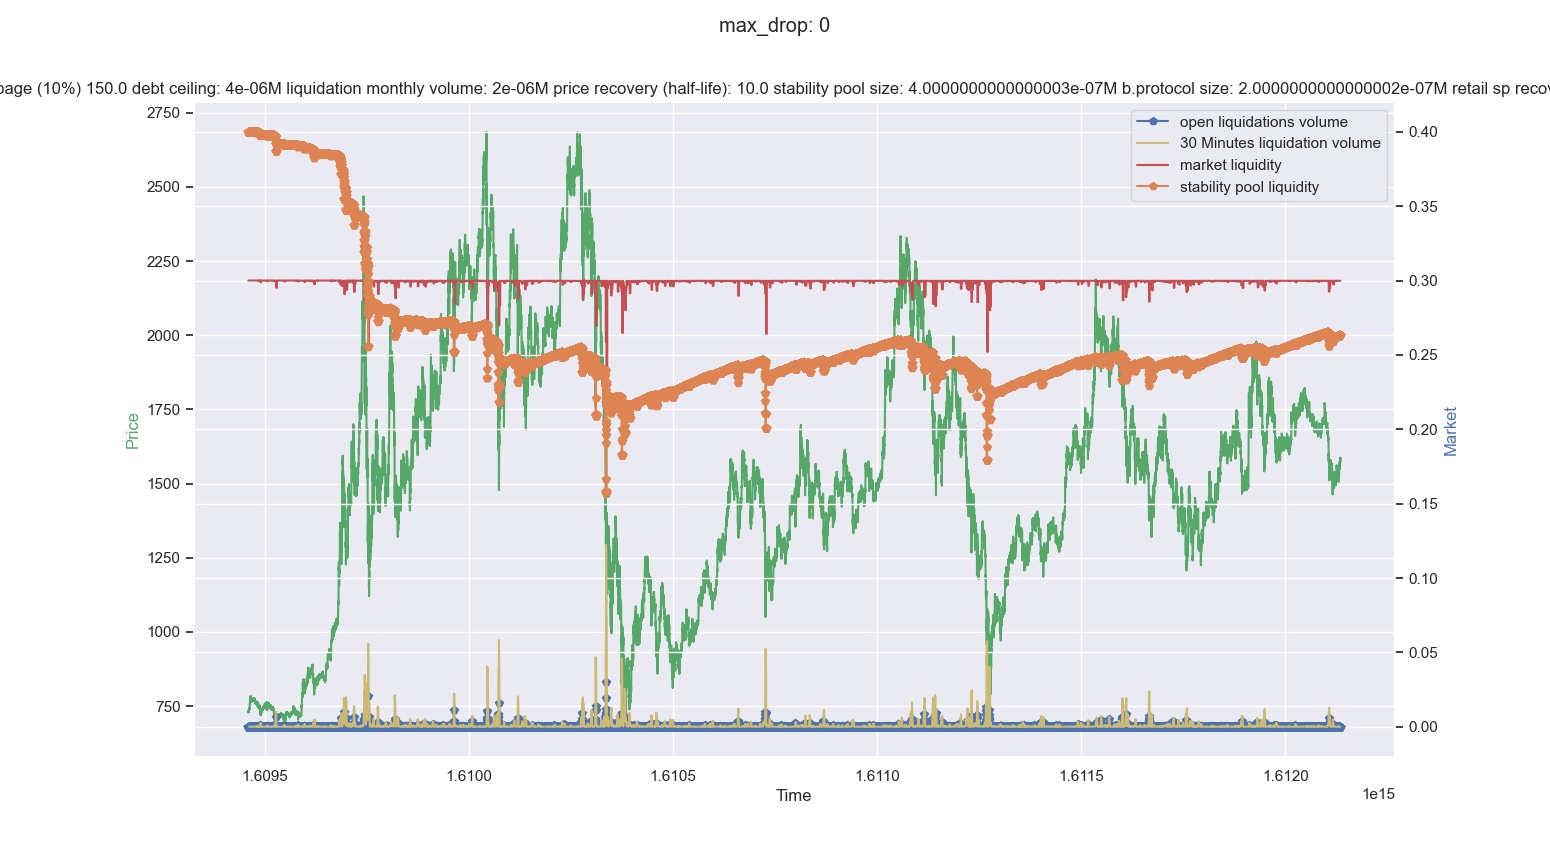 max_drop: 0
page (10%) 150.0 debt ceiling: 4e-06M liquidation monthly volume: 2e-06M price recovery (half-life): 10.0 stability pool size: 4.0000000000000003e-07M b.protocol size: 2.0000000000000002e-07M retail sp recov
open liquidations volume
30 Minutes liquidation volume
market liquidity
stability pool liquidity
Price
2750
2500
2250
2000
1750
1500
1250
1000
750
0.40
0.35
0.30
0.25
0.20
0.15
0.10
0.05
0.00
Market
1.6095 1.6100 1.6105 1.6110 1.6115 1.6120
Time
1e15